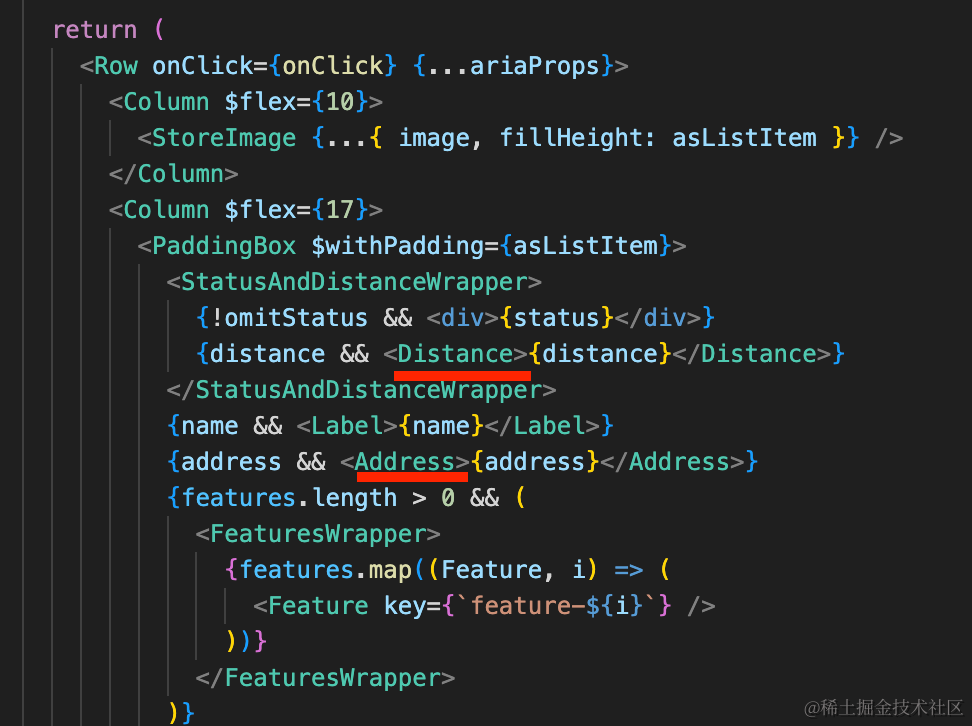 return (
<Row onClick={onClick} {...ariaProps}>
<Column $flex={10}>
<StoreImage {...{ image, fillHeight: asListItem }} />
</Column>
<Column $flex={17}>
<PaddingBox $withPadding={asListItem}>
<StatusAndDistanceWrapper>
{!omitStatus && <div>{status}</div>}
{distance && <Distance>{distance}</Distance>}
</StatusAndDistanceWrapper>
{name && <Label>{name}</Label>}
{address && <Address>{address}</Address>}
{features.length > 0 && (
<FeaturesWrapper>
{features.map((Feature, i) => (
<Feature key={`feature-${i}`} />
))}
</FeaturesWrapper>
)}
@稀土掘金技术社区